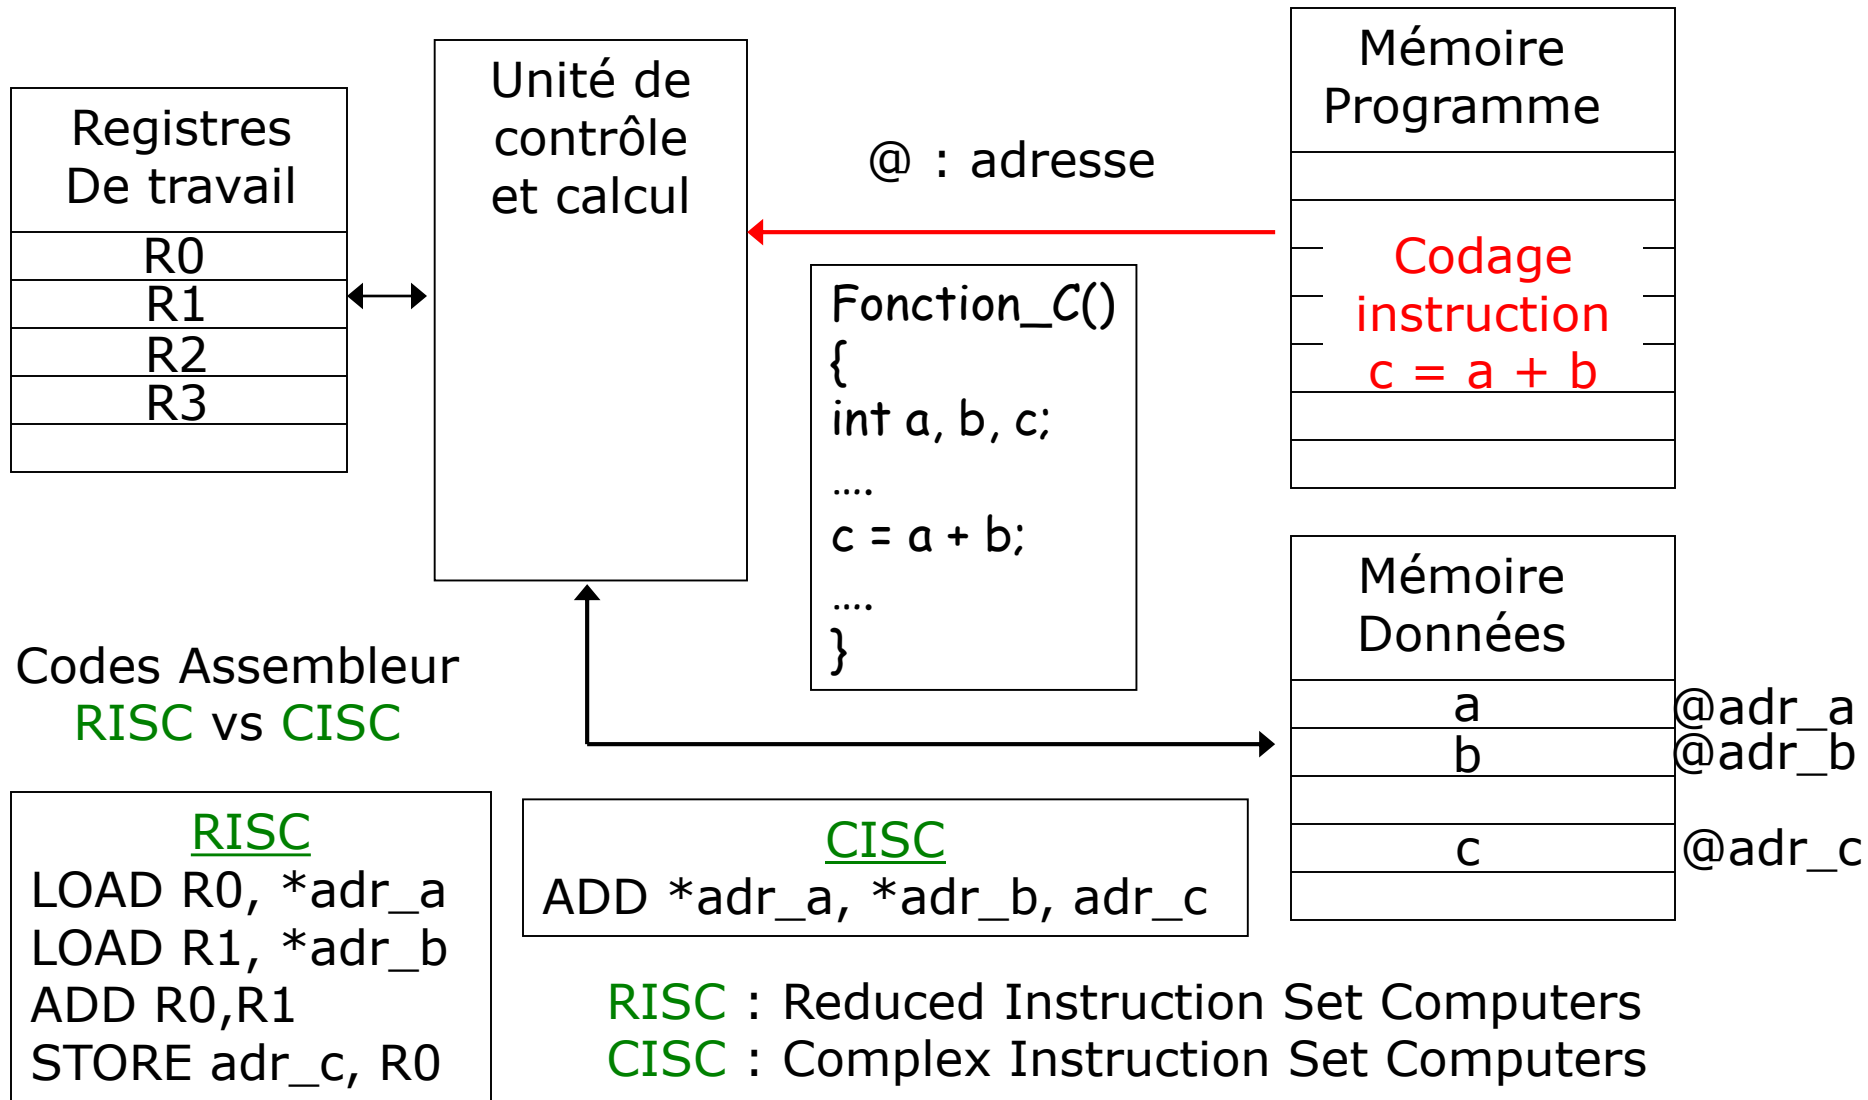 Registres
De travail
R0
R1
R2
R3
Unité de
contrôle
et calcul
@ : adresse
Fonction_C()
{
int a, b, c;
....
c = a + b;
....
}
Mémoire
Programme
Codage
instruction
c = a + b
Mémoire
Données
a @adr_a
b @adr_b
c @adr_c
Codes Assembleur
RISC vs CISC
RISC
LOAD R0, *adr_a
LOAD R1, *adr_b
ADD R0,R1
STORE adr_c, R0
CISC
ADD *adr_a, *adr_b, adr_c
RISC : Reduced Instruction Set Computers
CISC : Complex Instruction Set Computers